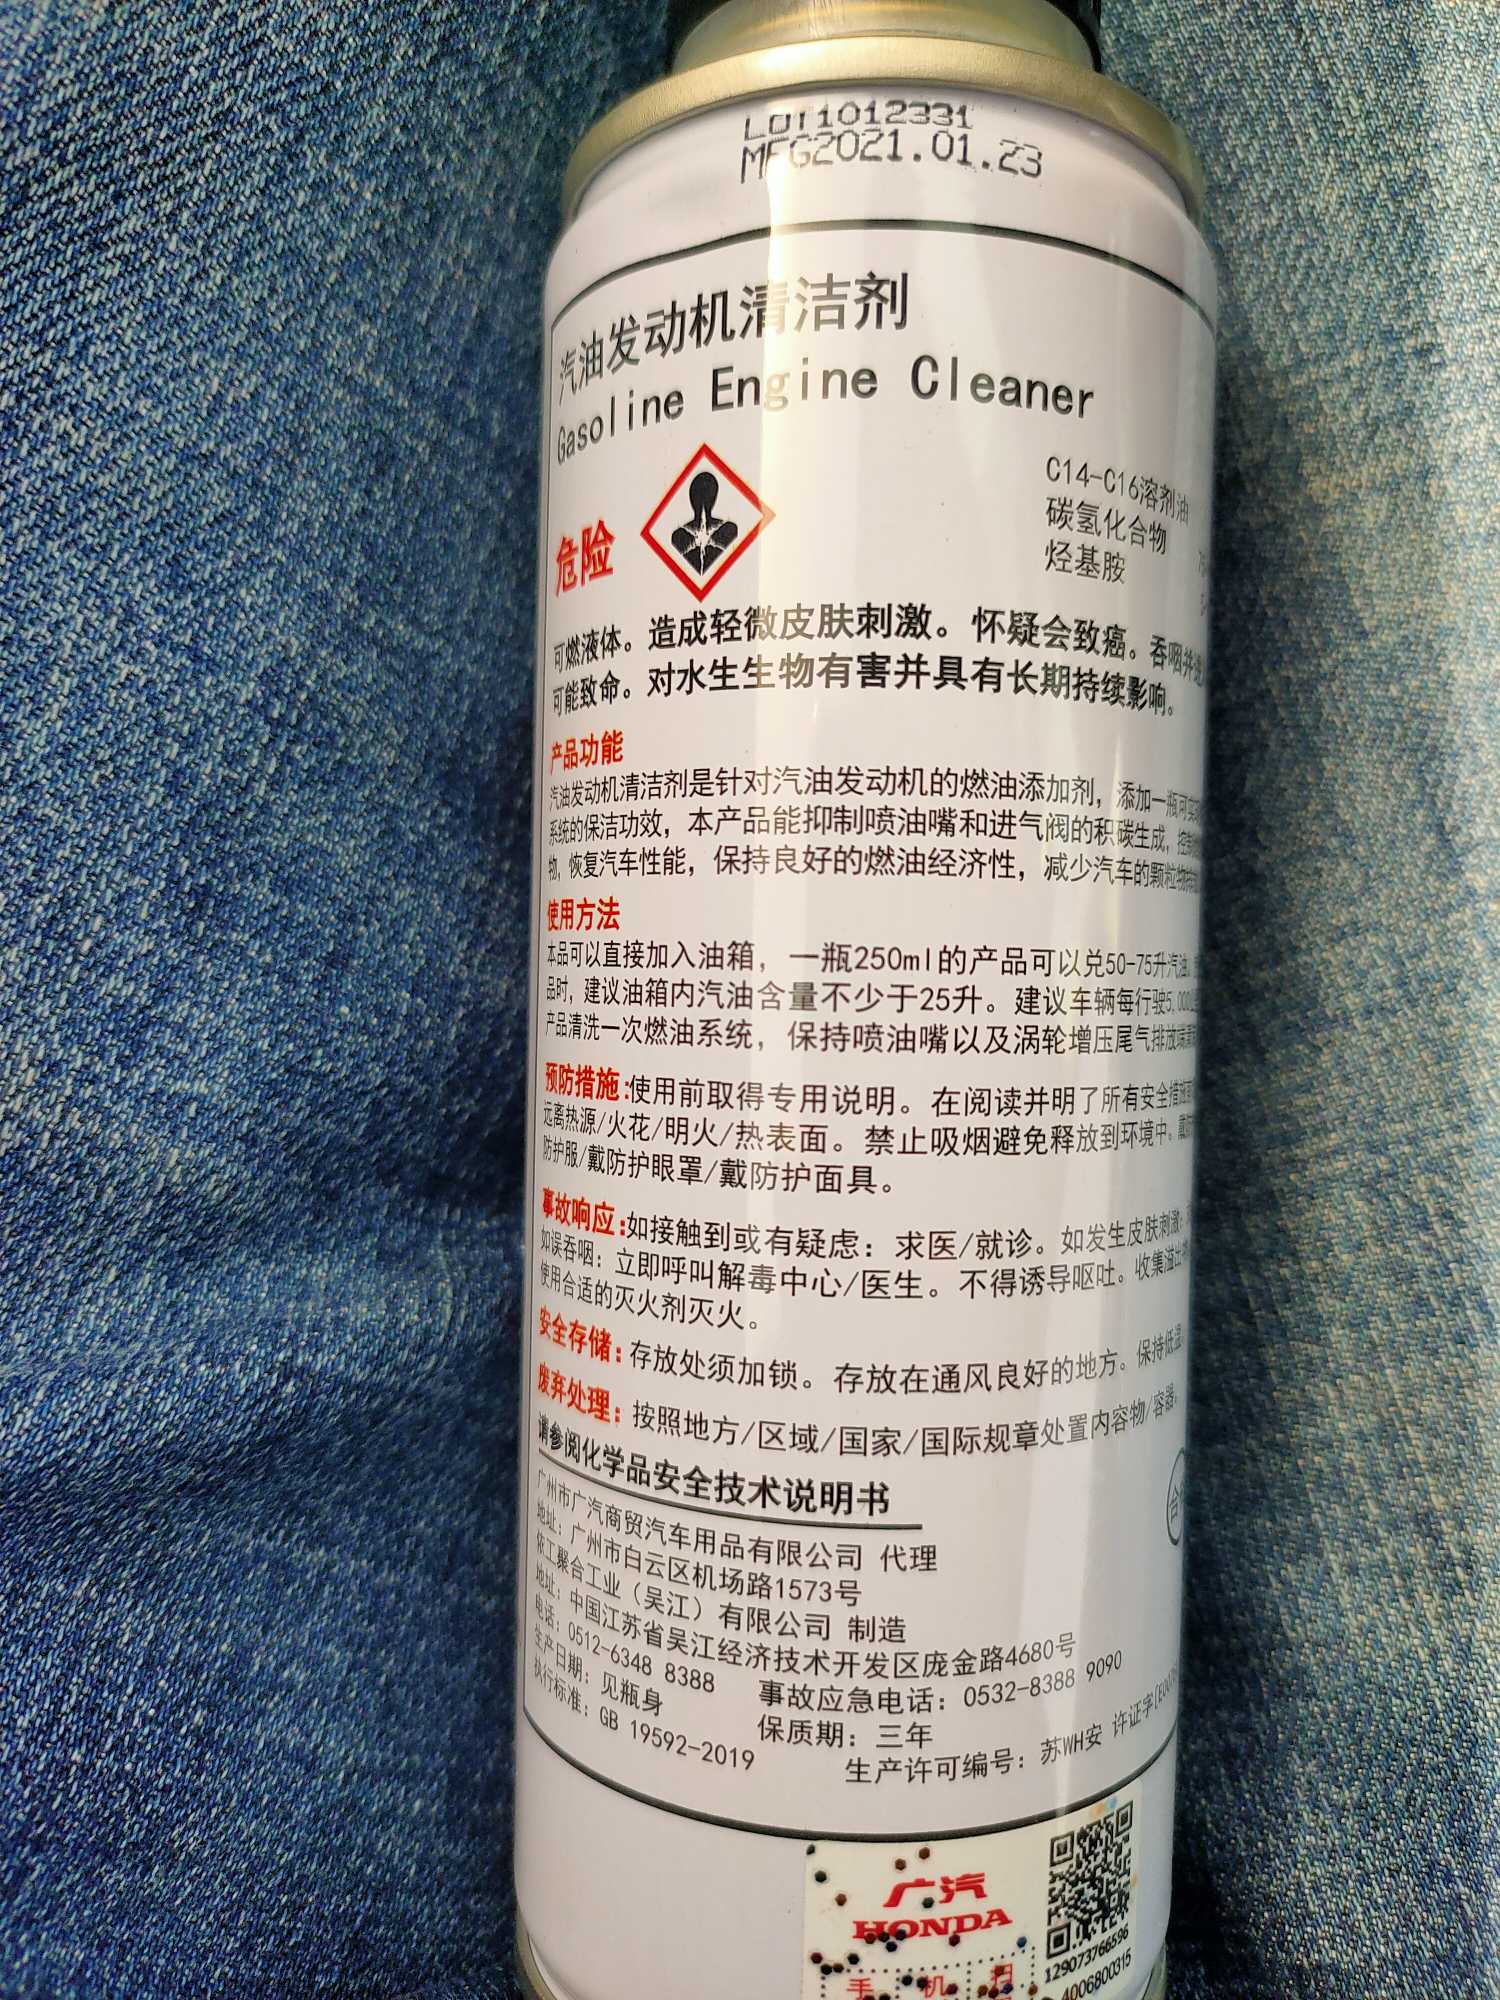 LOT1012331
MFG2021.01.23
汽油发动机清洁剂
Gasoline Engine Cleaner
危险
C14-C16溶剂油
碳氢化合物
烃基胺
可燃液体。造成轻微皮肤刺激。怀疑会致癌。吞咽并进
可能致命。对水生生物有害并具有长期持续影响。
产品功能
汽油发动机清洁剂是针对汽油发动机的燃油添加剂，添加一瓶可实现
系统的保洁功效，本产品能抑制喷油嘴和进气阀的积碳生成，控制
物，恢复汽车性能，保持良好的燃油经济性，减少汽车的颗粒物排
使用方法
本品可以直接加入油箱，一瓶250ml的产品可以兑50-75升汽油。
品时，建议油箱内汽油含量不少于25升。建议车辆每行驶5,000
产品清洗一次燃油系统，保持喷油嘴以及涡轮增压尾气排放端清
预防措施:使用前取得专用说明。在阅读并明了所有安全措施
远离热源/火花/明火/热表面。禁止吸烟避免释放到环境中。戴
防护服/戴防护眼罩/戴防护面具。
事故响应:如接触到或有疑虑：求医/就诊。如发生皮肤刺激：
如误吞咽：立即呼叫解毒中心/医生。不得诱导呕吐。收集溢出
使用合适的灭火剂灭火。
安全存储：存放处须加锁。存放在通风良好的地方。保持低温。
废弃处理：按照地方/区域/国家/国际规章处置内容物/容器。
请参阅化学品安全技术说明书
广州市广汽商贸汽车用品有限公司 代理
地址：广州市白云区机场路1573号
依工聚合工业（吴江）有限公司 制造
地址：中国江苏省吴江经济技术开发区庞金路4680号
电话：0512-6348 8388 事故应急电话：0532-8388 9090
生产日期：见瓶身 保质期：三年
执行标准：GB 19592-2019 生产许可编号：苏WH安 许证字[E00
广汽
HONDA
129073766596
4006800315
手 机 扫